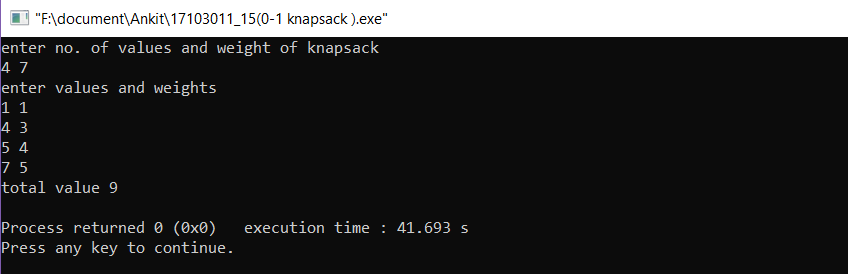 "F:\document\Ankit\17103011_15(0-1 knapsack ).exe"
enter no. of values and weight of knapsack
4 7
enter values and weights
1 1
4 3
5 4
7 5
total value 9
Process returned 0 (0x0)   execution time : 41.693 s
Press any key to continue.